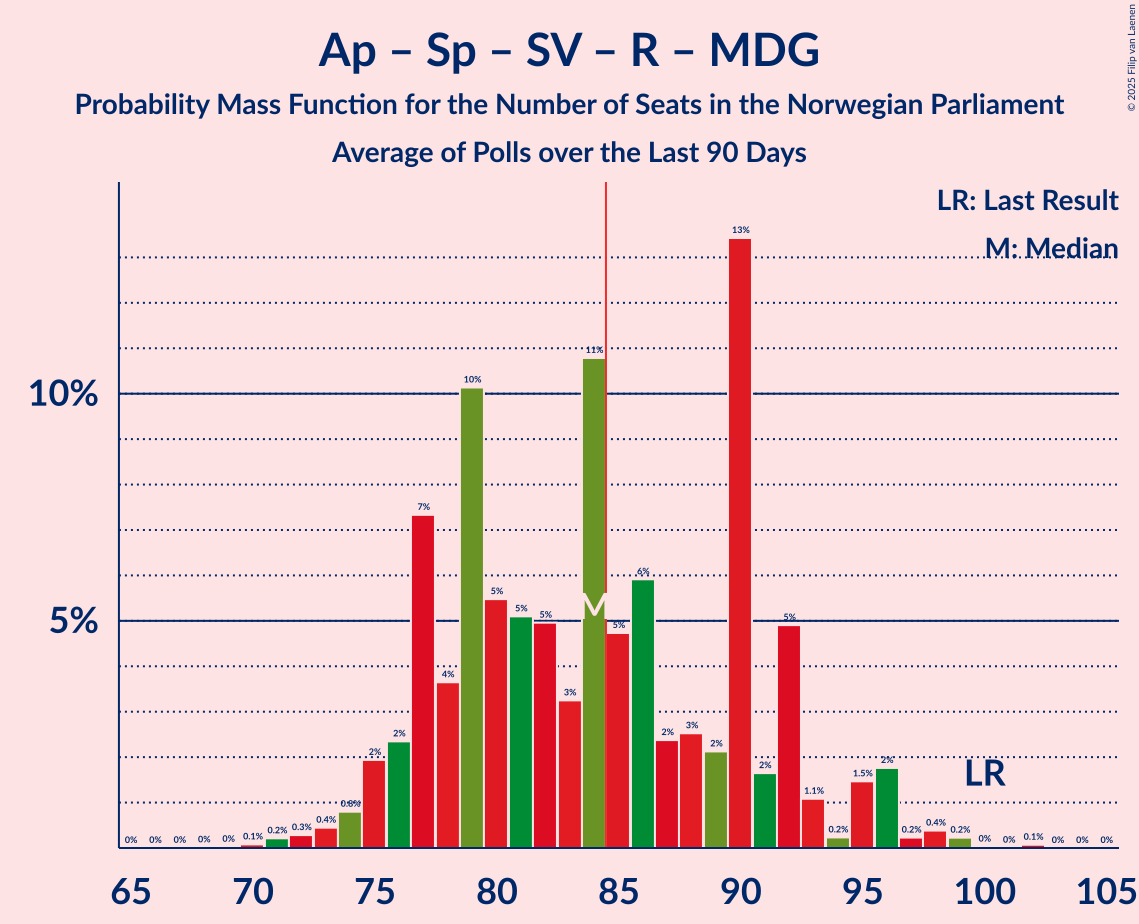 Ap – Sp – SV – R – MDG
Probability Mass Function for the Number of Seats in the Norwegian Parliament
Average of Polls over the Last 90 Days
© 2025 Filip van Laenen
LR: Last Result
M: Median
10%
5%
0% 0% 0% 0% 0% 0.1% 0.2% 0.3% 0.4% 0.8% 2% 2% 7% 4% 10% 5% 5% 5% 3% 11% 5% 6% 2% 3% 2% 13% 2% 5% 1.1% 0.2% 1.5% 2% 0.2% 0.4% 0.2% 0% 0% 0.1% 0% 0% 0%
M
LR
65 70 75 80 85 90 95 100 105